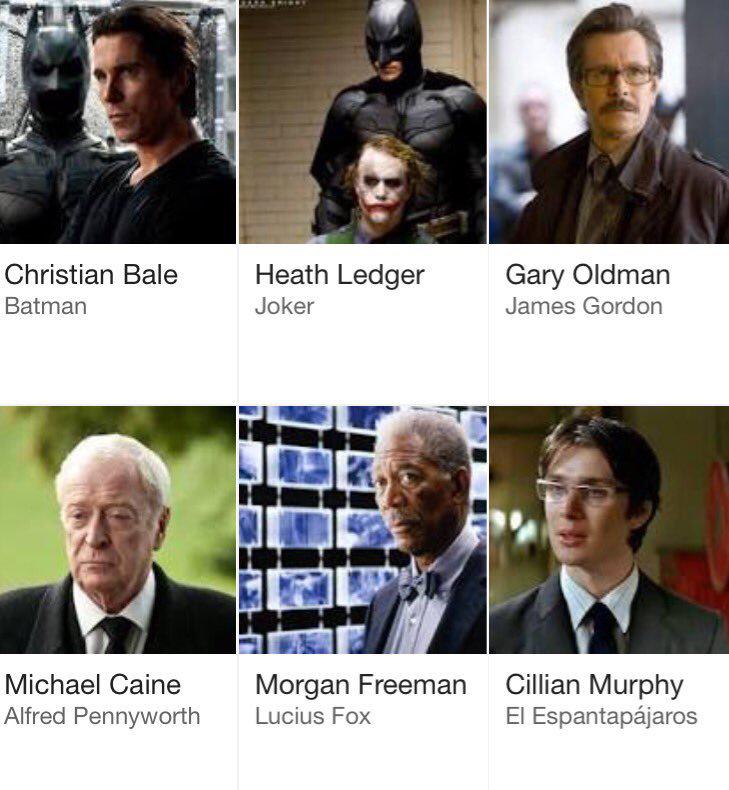 Christian Bale
Batman
Heath Ledger
Joker
Gary Oldman
James Gordon
Michael Caine
Alfred Pennyworth
Morgan Freeman
Lucius Fox
Cillian Murphy
El Espantapájaros